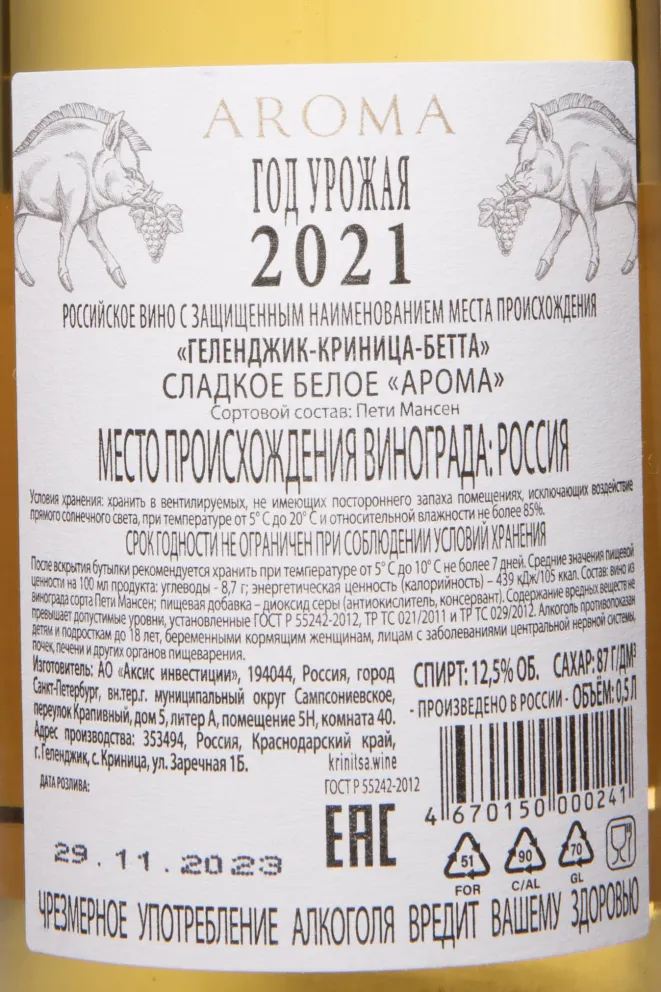 AROMA
ГОД УРОЖАЯ
2021
РОССИЙСКОЕ ВИНО С ЗАЩИЩЕННЫМ НАИМЕНОВАНИЕМ МЕСТА ПРОИСХОЖДЕНИЯ
«ГЕЛЕНДЖИК-КРИНИЦА-БЕТТА»
СЛАДКОЕ БЕЛОЕ «АРОМА»
Сортовой состав: Пети Мансен
МЕСТО ПРОИСХОЖДЕНИЯ ВИНОГРАДА: РОССИЯ
Условия хранения: хранить в вентилируемых, не имеющих постороннего запаха помещениях, исключающих воздействие
прямого солнечного света, при температуре от 5° С до 20° С и относительной влажности не более 85%.
СРОК ГОДНОСТИ НЕ ОГРАНИЧЕН ПРИ СОБЛЮДЕНИИ УСЛОВИЙ ХРАНЕНИЯ
После вскрытия бутылки рекомендуется хранить при температуре от 5° С до 10° С не более 7 дней. Средние значения пищевой
ценности на 100 мл продукта: углеводы - 8,7 г; энергетическая ценность (калорийность) – 439 кДж/105 ккал. Состав: вино из
винограда сорта Пети Мансен; пищевая добавка – диоксид серы (антиокислитель, консервант). Содержание вредных веществ не
превышает допустимые уровни, установленные ГОСТ Р 55242-2012, ТР ТС 021/2011 и ТР ТС 029/2012. Алкоголь противопоказан
детям и подросткам до 18 лет, беременным кормящим женщинам, лицам с заболеваниями центральной нервной системы,
почек, печени и других органов пищеварения.
Изготовитель: АО «Аксис инвестиции», 194044, Россия, город
Санкт-Петербург, вн.тер.г. муниципальный округ Сампсониевское,
переулок Крапивный, дом 5, литер А, помещение 5Н, комната 40.
Адрес производства: 353494, Россия, Краснодарский край,
г. Геленджик, с. Криница, ул. Заречная 1Б.
krinitsa.wine
СПИРТ: 12,5% ОБ. САХАР: 87 Г/ДМ³
- ПРОИЗВЕДЕНО В РОССИИ - ОБЪЁМ: 0,5 Л
ДАТА РОЗЛИВА:
ГОСТ Р 55242-2012
29.11.2023
EAC
4 670150 000241
51
FOR
90
C/AL
70
GL
ЧРЕЗМЕРНОЕ УПОТРЕБЛЕНИЕ АЛКОГОЛЯ ВРЕДИТ ВАШЕМУ ЗДОРОВЬЮ